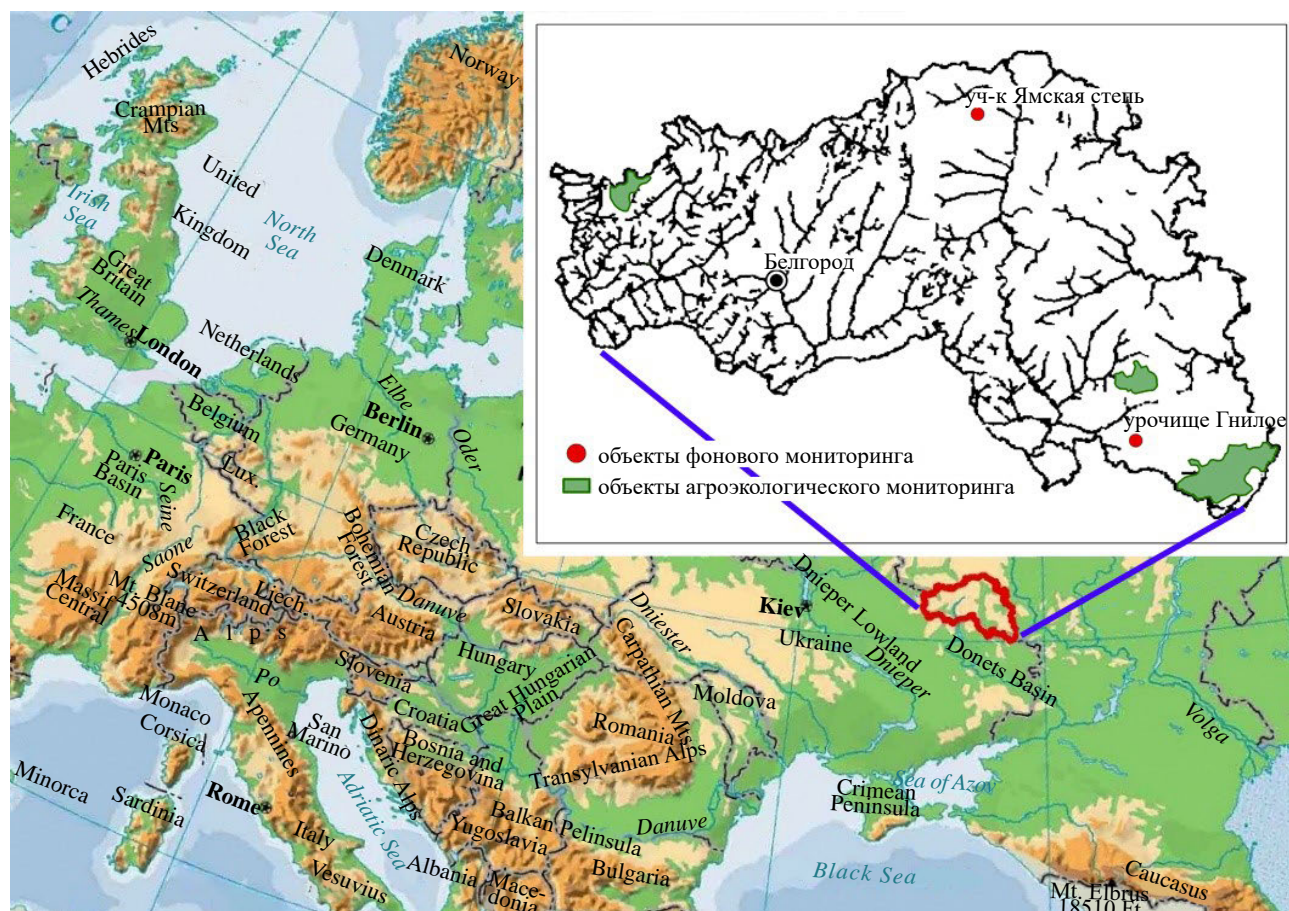 Hebrides
Crampian
Mts
Norway
United
Kingdom
Irish
Sea
North
Sea
Great
Britain
Thames
London
Denmark
Netherlands
Belgium
Elbe
Berlin
Germany
Oder
Lux.
Paris
Paris
Basin
Seine
France
Saone
Black
Forest
Bohemian
Forest
Czech
Republic
Massif
Central
Mt. Blane
4508m
Switzerland
Liech.
Alps
Austria
Danuve
Slovakia
Dniester
Carpathian Mts.
Kiev
Ukraine
Dnieper Lowland
Dnieper
Donets Basin
Volga
Slovenia
Hungary
Great Hungarian
Plain
Moldova
Po
Monaco
Corsica
Apennines
San
Marino
Croatia
Bosnia and
Herzegovina
Dinaric Alps
Romania
Transylvanian Alps
Minorca
Sardinia
Rome
Italy
Vesuvius
Adriatic Sea
Albania
Yugoslavia
Balkan Pelinsula
Danuve
Bulgaria
Mace-
donia
Crimean
Peninsula
Sea of Azov
Black Sea
Caucasus
Mt. Elbrus
18510 Ft.
уч-к Ямская степь
Белгород
урочище Гнилое
объекты фонового мониторинга
объекты агроэкологического мониторинга